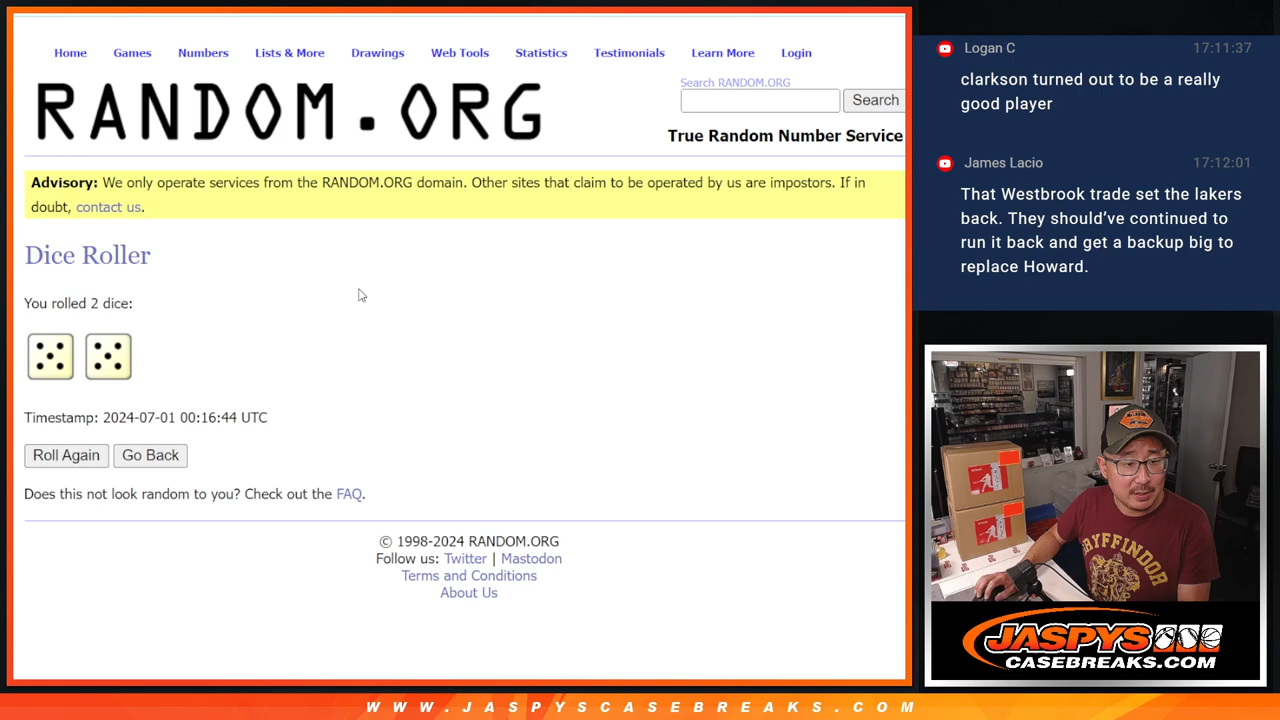 Home Games Numbers Lists & More Drawings Web Tools Statistics Testimonials Learn More Login
RANDOM.ORG
Search RANDOM.ORG
Search
True Random Number Service
Advisory: We only operate services from the RANDOM.ORG domain. Other sites that claim to be operated by us are impostors. If in
doubt, contact us.
Dice Roller
You rolled 2 dice:
Timestamp: 2024-07-01 00:16:44 UTC
Roll Again Go Back
Does this not look random to you? Check out the FAQ.
© 1998-2024 RANDOM.ORG
Follow us: Twitter | Mastodon
Terms and Conditions
About Us
Logan C 17:11:37
clarkson turned out to be a really
good player
James Lacio 17:12:01
That Westbrook trade set the lakers
back. They should’ve continued to
run it back and get a backup big to
replace Howard.
GRYFFINDOR
JASPYS
CASEBREAKS.COM
WWW.JASPYSCASEBREAKS.COM